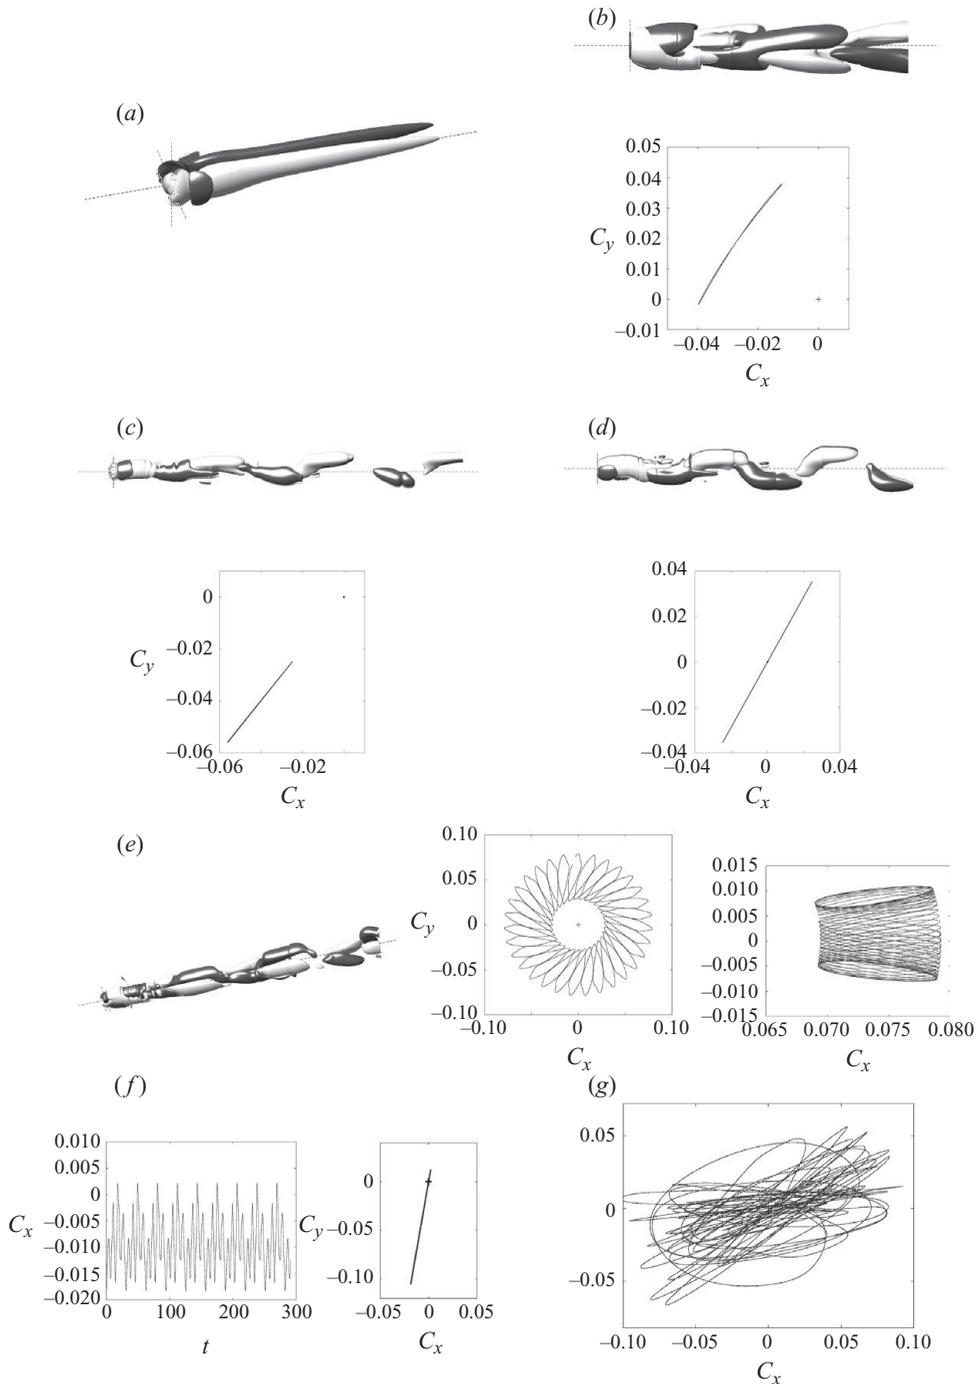 (b)
(a)
0.05
0.04
0.03
C_y 0.02
0.01
0
–0.01
–0.04 –0.02 0
C_x
(c)
(d)
0
–0.02
C_y
–0.04
–0.06
–0.06 –0.02
C_x
0.04
0.02
0
–0.02
–0.04
–0.04 0 0.04
C_x
(e)
0.10
0.05
C_y 0
–0.05
–0.10
–0.10 0 0.10
C_x
0.015
0.010
0.005
0
–0.005
–0.010
–0.015
0.065 0.070 0.075 0.080
C_x
(f)
0.010
0.005
0
C_x –0.005
–0.010
–0.015
–0.020
0 100 200 300
t
0
C_y –0.05
–0.10
–0.05 0 0.05
C_x
(g)
0.05
0
–0.05
–0.10 –0.05 0 0.05 0.10
C_x